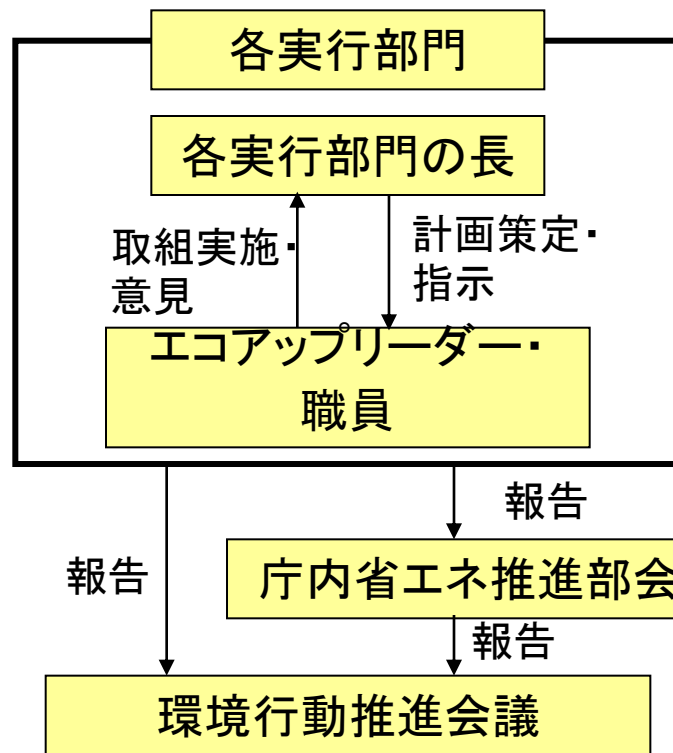 各実行部門
各実行部門の長
取組実施・
意見
計画策定・
指示
エコアップリーダー・
職員
報告
報告
庁内省エネ推進部会
報告
環境行動推進会議